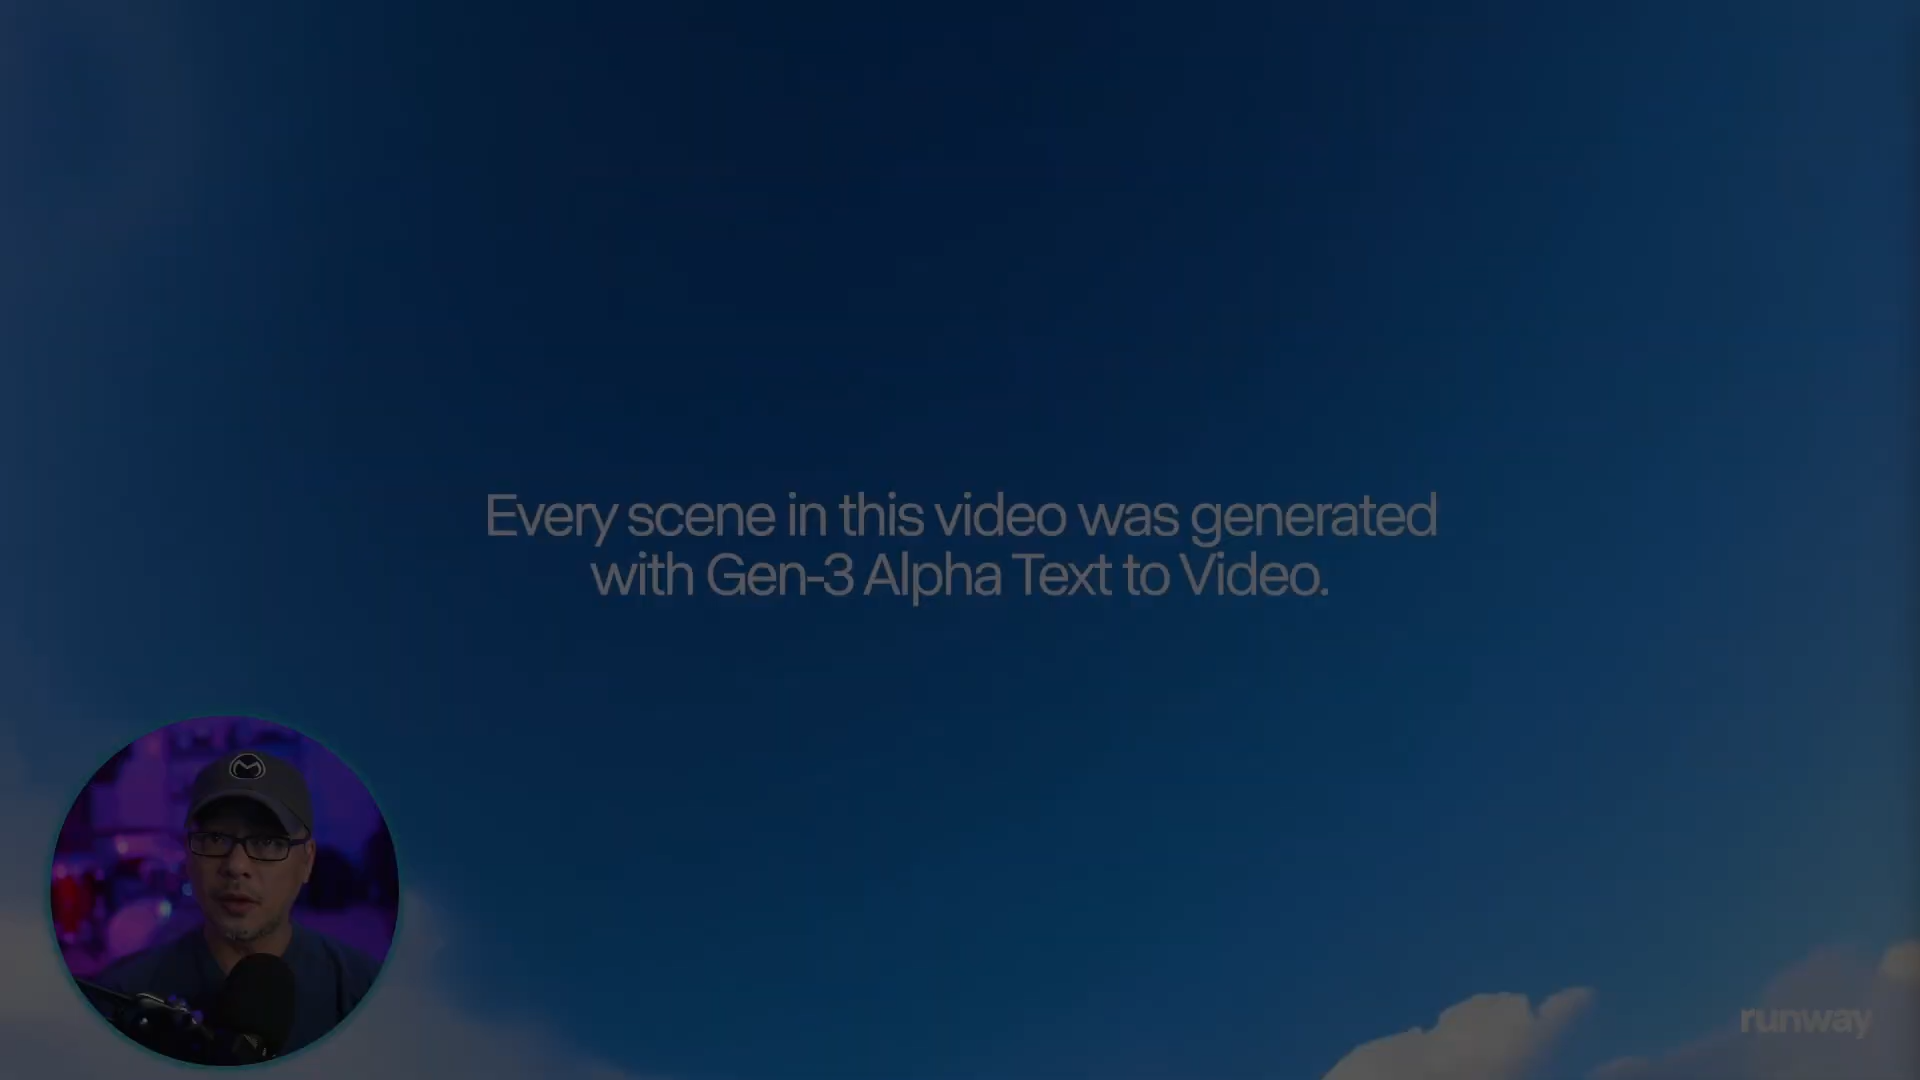 Every scene in this video was generated
with Gen-3 Alpha Text to Video.
runway